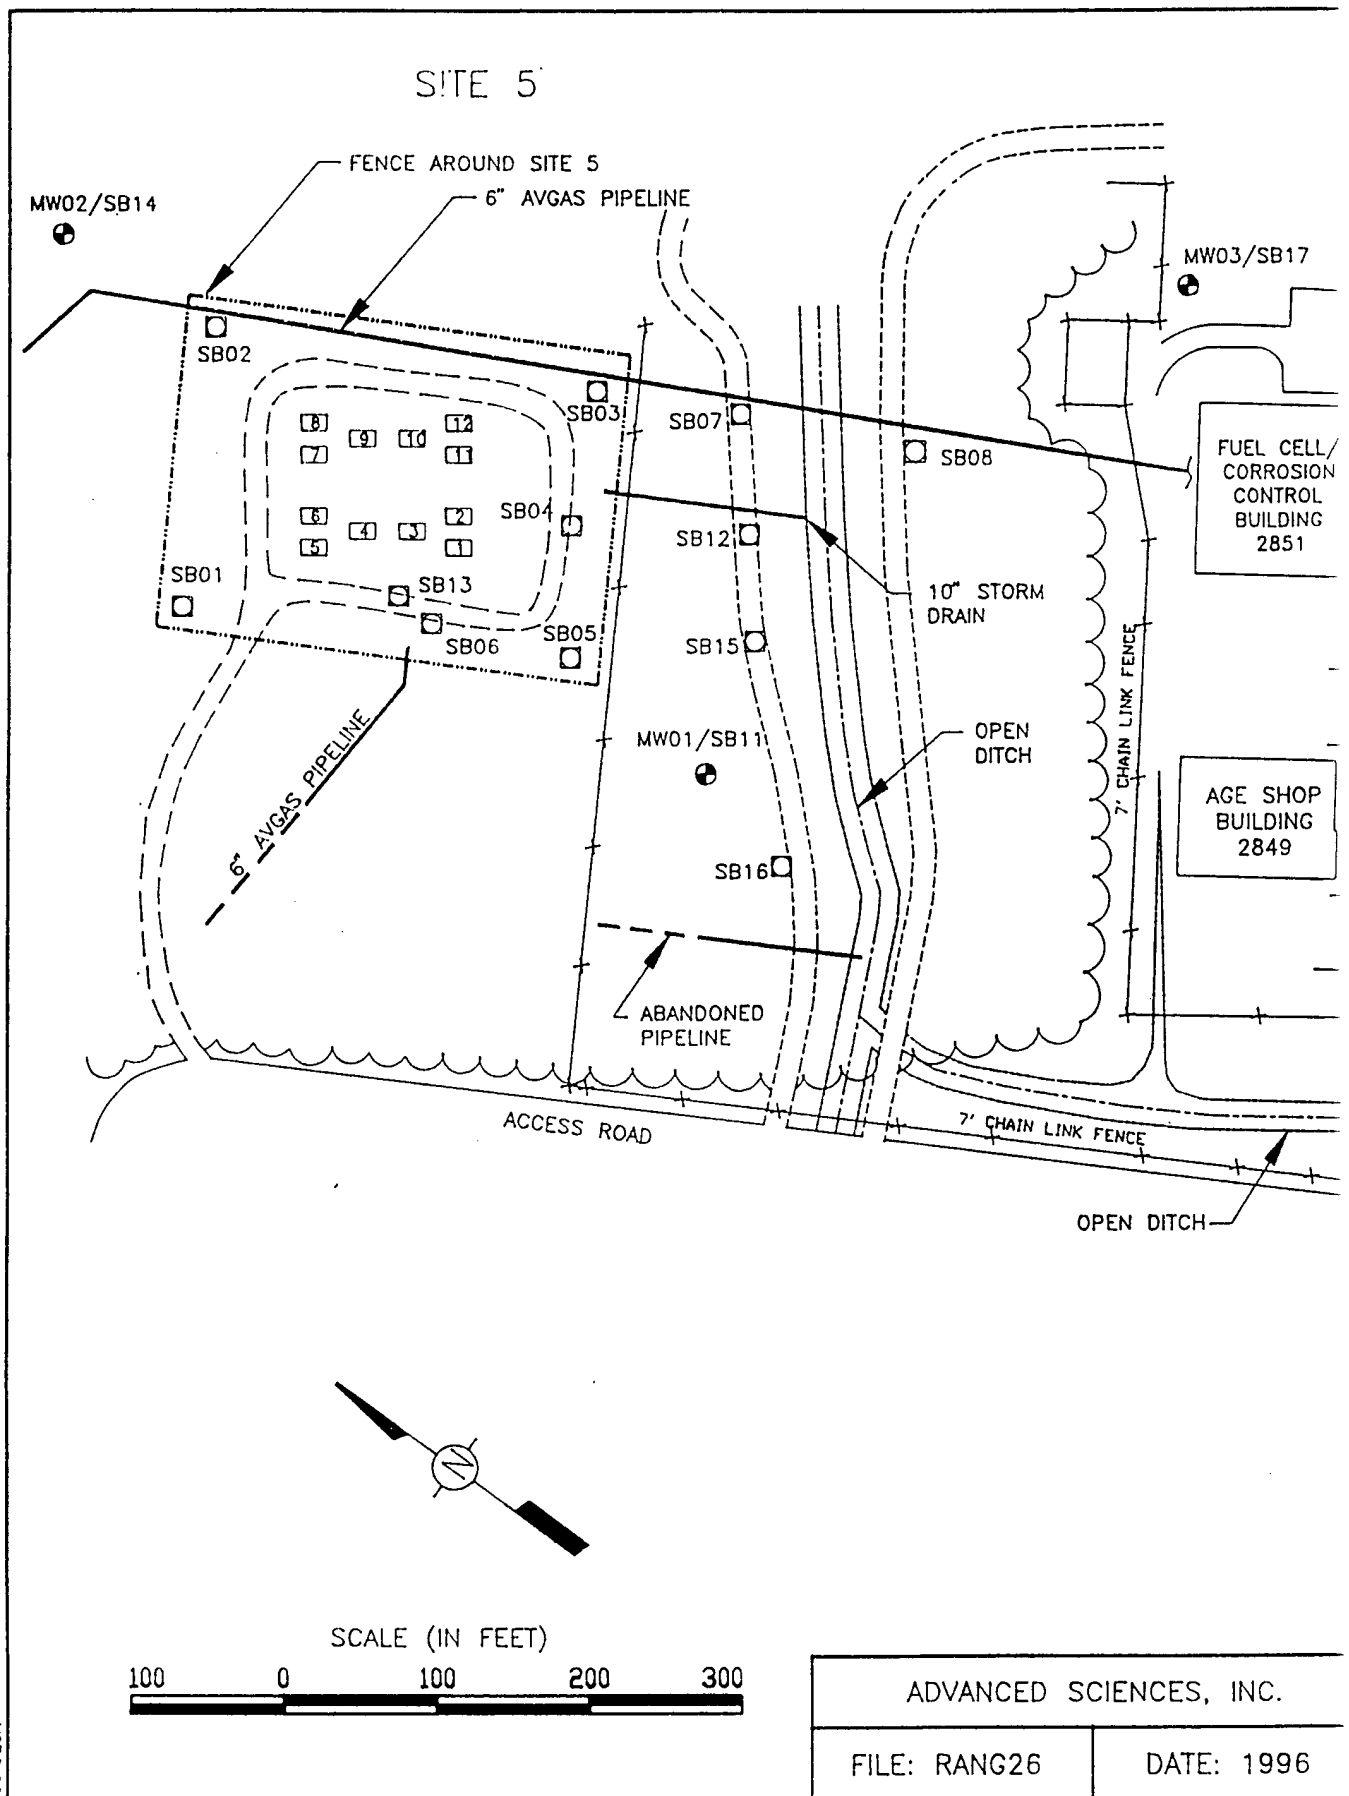 SITE 5
FENCE AROUND SITE 5
6" AVGAS PIPELINE
MW02/SB14
MW03/SB17
SB02
SB03
SB07
SB08
8
9
10
12
7
11
FUEL CELL/
CORROSION
CONTROL
BUILDING
2851
6
4
3
2
5
1
SB04
SB12
SB01
SB13
10" STORM
DRAIN
SB06
SB05
SB15
7' CHAIN LINK FENCE
6" AVGAS PIPELINE
MW01/SB11
OPEN
DITCH
AGE SHOP
BUILDING
2849
SB16
ABANDONED
PIPELINE
ACCESS ROAD
7' CHAIN LINK FENCE
OPEN DITCH
N
SCALE (IN FEET)
100 0 100 200 300
ADVANCED SCIENCES, INC.
FILE: RANG26
DATE: 1996